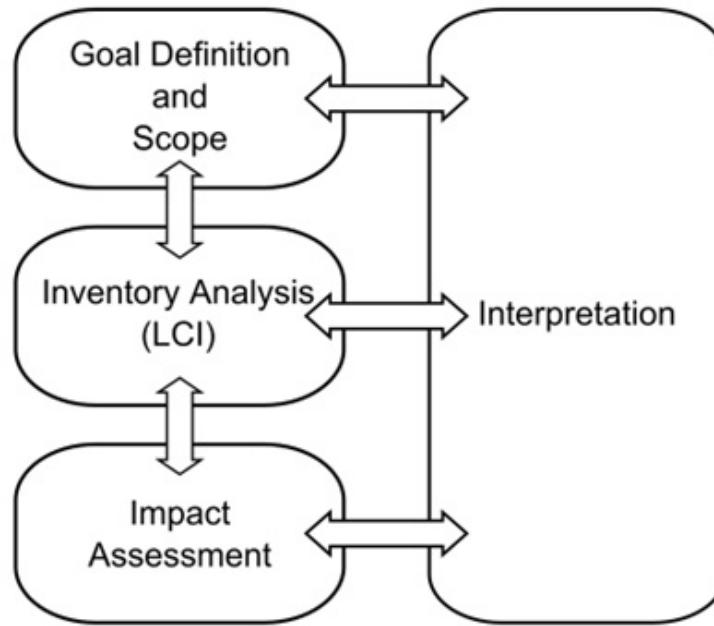 Goal Definition
and
Scope
Inventory Analysis
(LCI)
Interpretation
Impact
Assessment